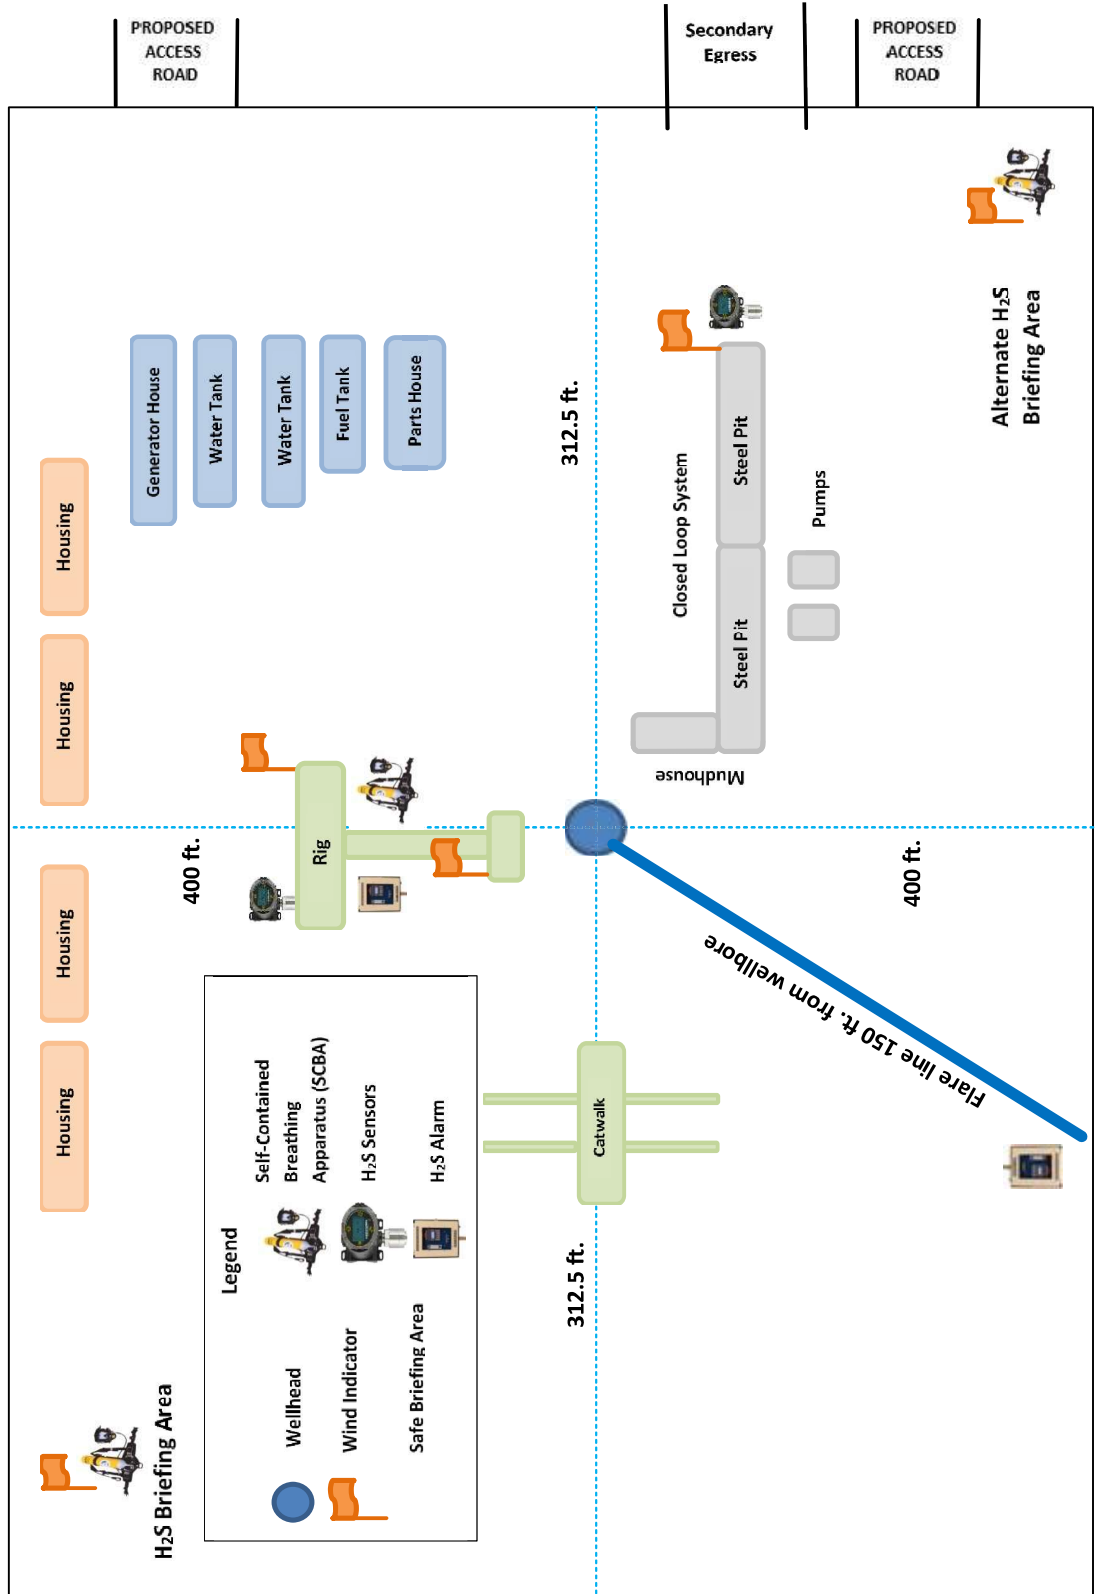 PROPOSED
ACCESS
ROAD
Secondary
Egress
PROPOSED
ACCESS
ROAD
Housing
Housing
Housing
Housing
Generator House
Water Tank
Water Tank
Fuel Tank
Parts House
312.5 ft.
Closed Loop System
Steel Pit
Steel Pit
Pumps
Mudhouse
Alternate H₂S
Briefing Area
400 ft.
Rig
400 ft.
Flare line 150 ft. from wellbore
Catwalk
312.5 ft.
Legend
Wellhead
Wind Indicator
Safe Briefing Area
Self-Contained
Breathing
Apparatus (SCBA)
H₂S Sensors
H₂S Alarm
H₂S Briefing Area